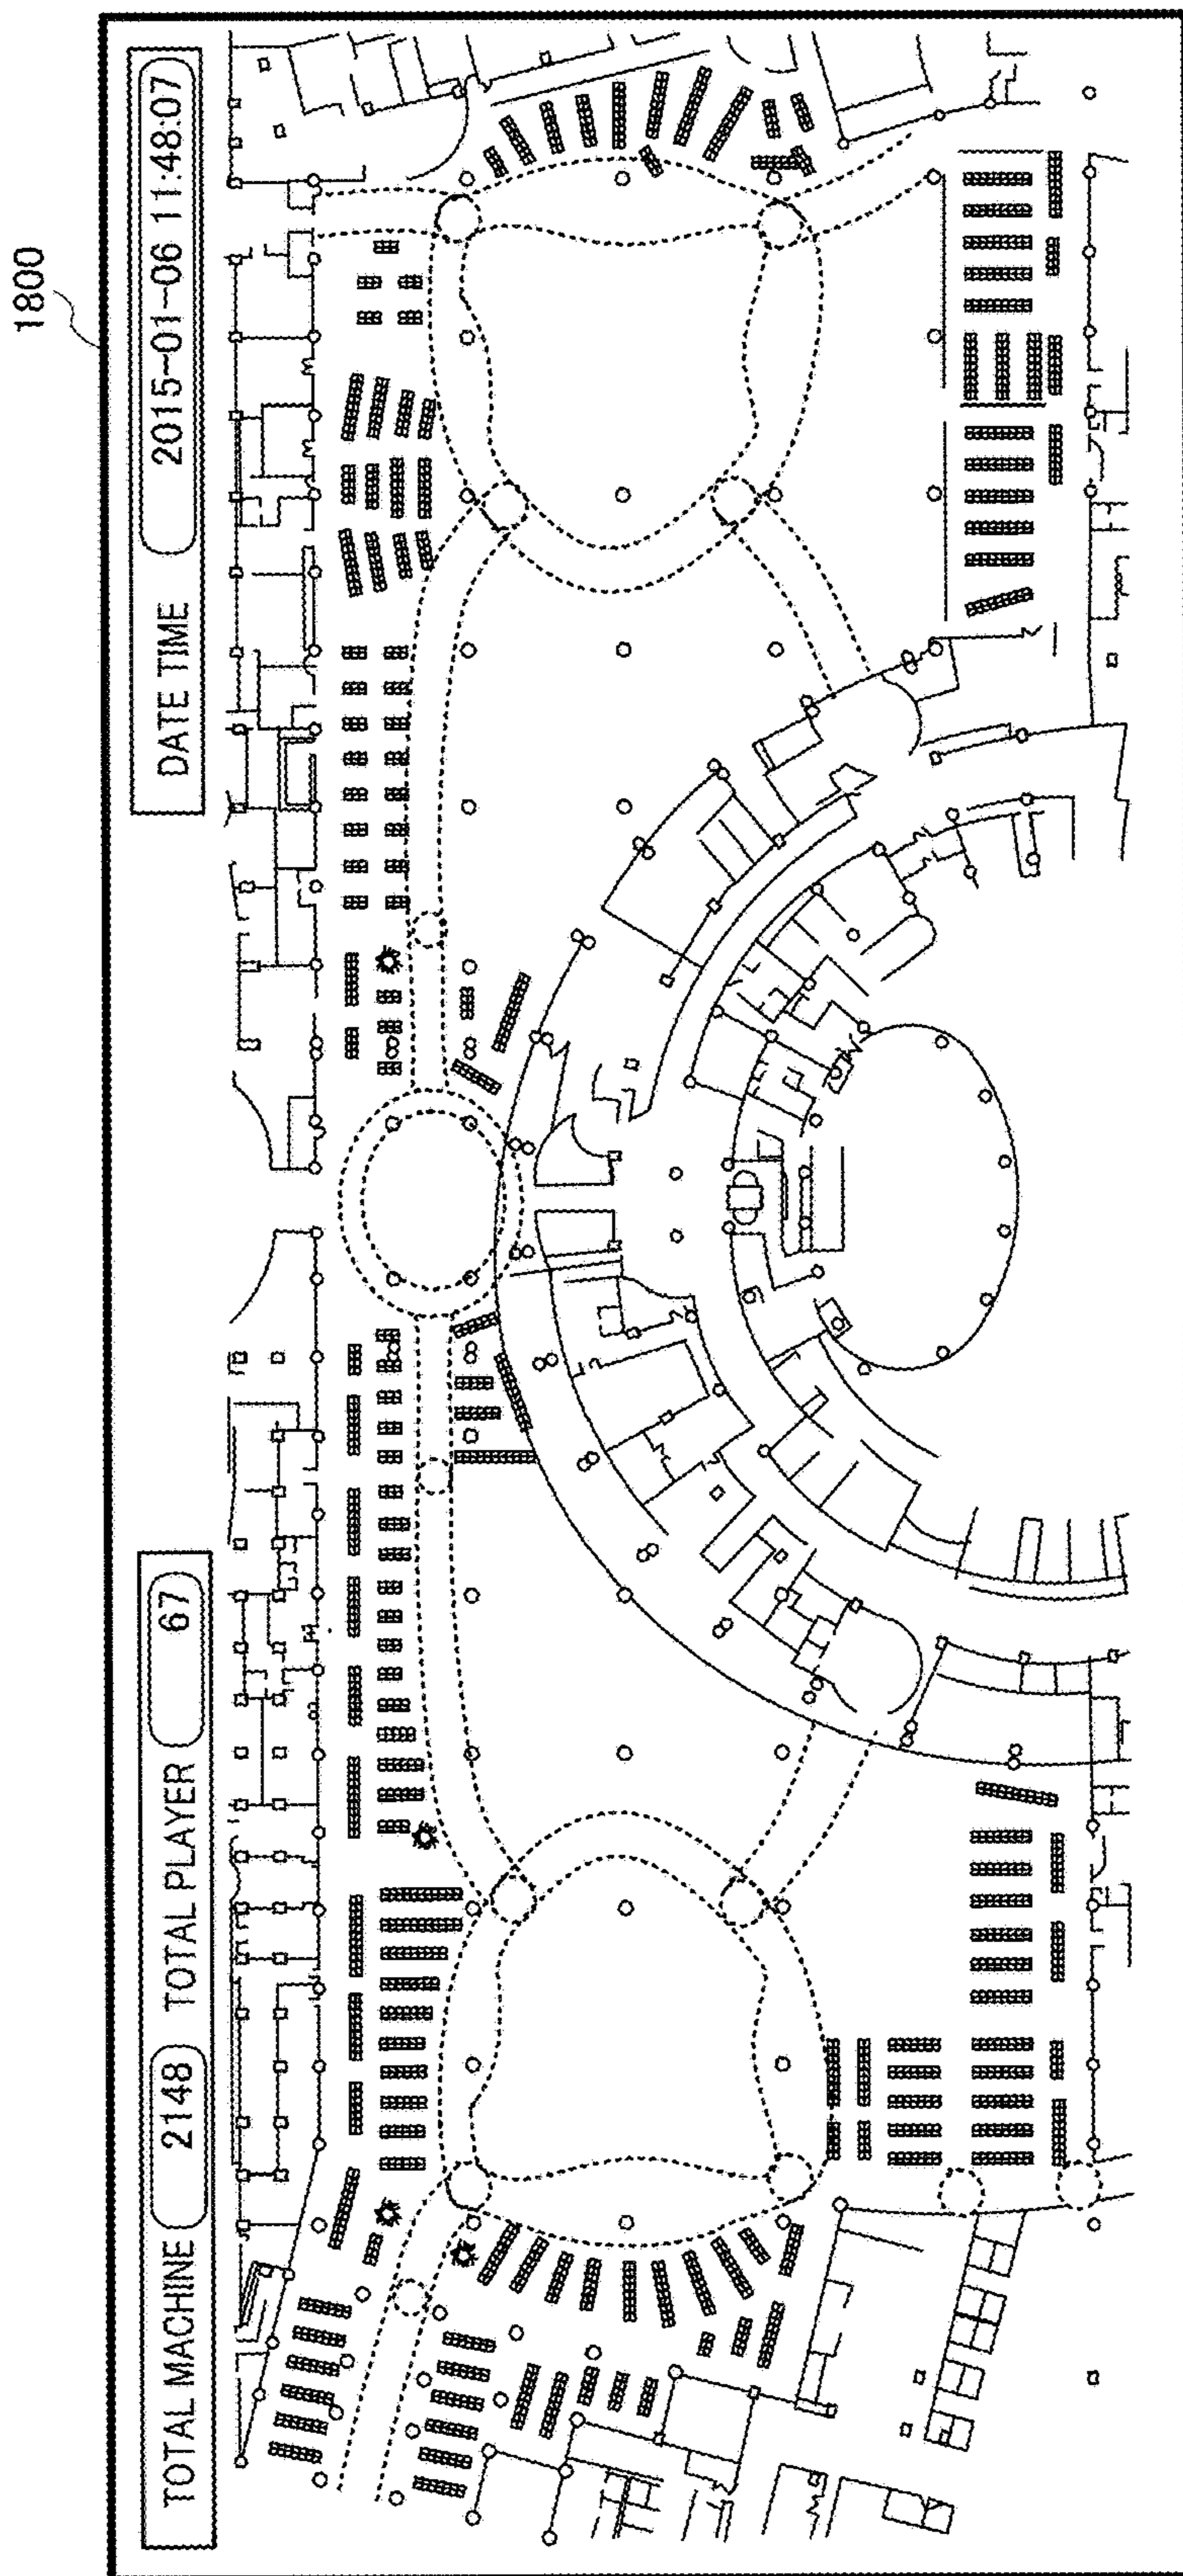 1800
TOTAL MACHINE 2148 TOTAL PLAYER 67
DATE TIME 2015-01-06 11:48:07